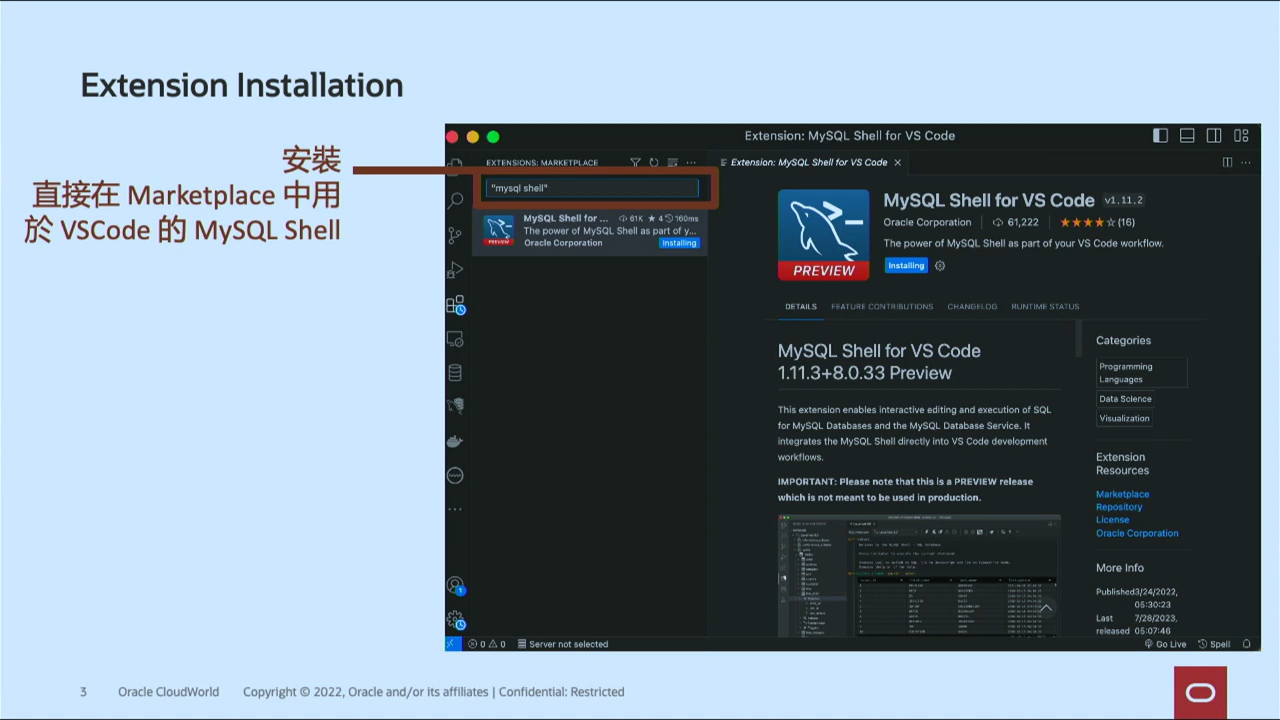 Extension Installation
安裝
直接在 Marketplace 中用
於 VSCode 的 MySQL Shell
Extension: MySQL Shell for VS Code
EXTENSIONS: MARKETPLACE
"mysql shell"
MySQL Shell for ... 61K ★ 4 160ms
The power of MySQL Shell as part of y...
Oracle Corporation Installing
PREVIEW
Extension: MySQL Shell for VS Code
MySQL Shell for VS Code v1.11.2
Oracle Corporation 61,222 ★★★★☆(16)
The power of MySQL Shell as part of your VS Code workflow.
Installing
PREVIEW
DETAILS FEATURE CONTRIBUTIONS CHANGELOG RUNTIME STATUS
MySQL Shell for VS Code
1.11.3+8.0.33 Preview
This extension enables interactive editing and execution of SQL
for MySQL Databases and the MySQL Database Service. It
integrates the MySQL Shell directly into VS Code development
workflows.
IMPORTANT: Please note that this is a PREVIEW release
which is not meant to be used in production.
Categories
Programming
Languages
Data Science
Visualization
Extension
Resources
Marketplace
Repository
License
Oracle Corporation
More Info
Published3/24/2022,
05:30:23
Last 7/28/2023,
released 05:07:46
0 0 Server not selected
Go Live Spell
3 Oracle CloudWorld Copyright © 2022, Oracle and/or its affiliates | Confidential: Restricted